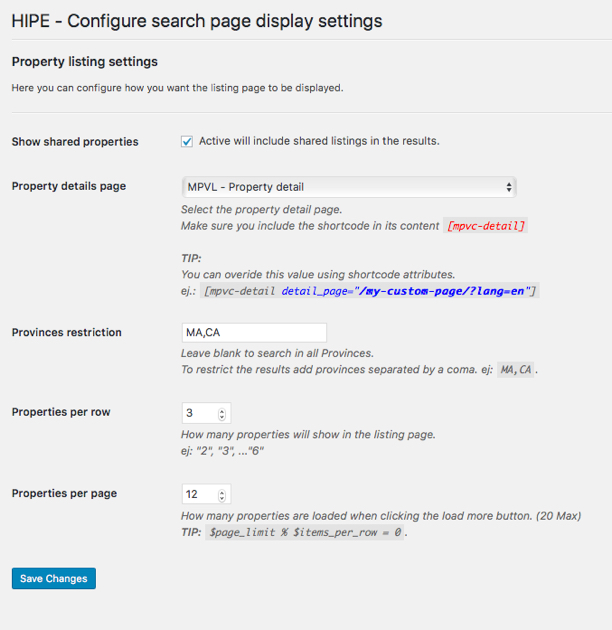 HIPE - Configure search page display settings
Property listing settings
Here you can configure how you want the listing page to be displayed.
Show shared properties
Active will include shared listings in the results.
Property details page
MPVL - Property detail
Select the property detail page.
Make sure you include the shortcode in its content [mpvc-detail]
TIP:
You can overide this value using shortcode attributes.
ej.: [mpvc-detail detail_page="/my-custom-page/?lang=en"]
Provinces restriction
MA,CA
Leave blank to search in all Provinces.
To restrict the results add provinces separated by a coma. ej: MA,CA .
Properties per row
3
How many properties will show in the listing page.
ej: "2", "3", ..."6"
Properties per page
12
How many properties are loaded when clicking the load more button. (20 Max)
TIP: $page_limit % $items_per_row = 0 .
Save Changes